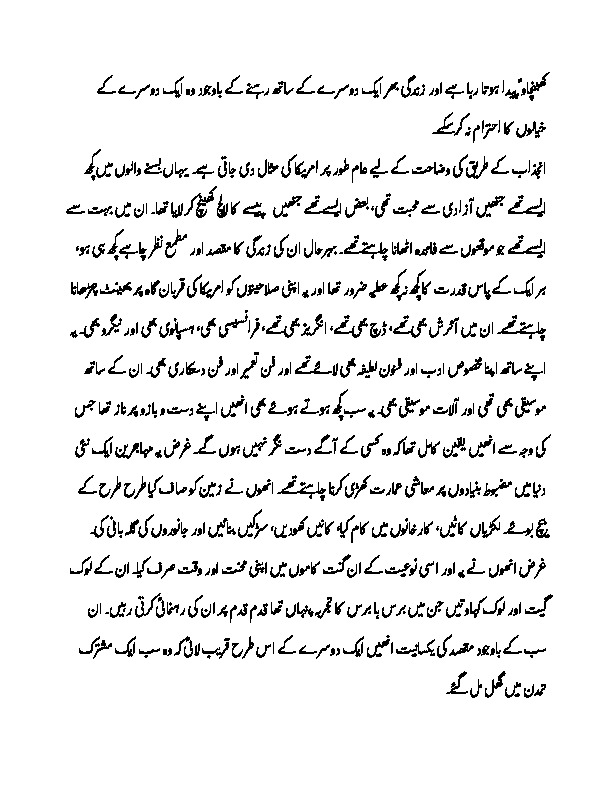 کھنچاو پیدا ہوتا رہا ہے اور زندگی بھر ایک دوسرے کے ساتھ رہنے کے باوجود وہ ایک دوسرے کے
خیالوں کا احترام نہ کر سکے۔
انجذاب کے طریق کی وضاحت کے لیے عام طور پر امریکا کی مثال دی جاتی ہے۔ یہاں بسنے والوں میں کچھ
ایسے تھے جنھیں آزادی سے محبت تھی، بعض ایسے تھے جنھیں پیسے کا لالچ کھینچ کر لایا تھا۔ ان میں بہت سے
ایسے تھے جو موقعوں سے فائدہ اٹھانا چاہتے تھے۔ بہرحال ان کی زندگی کا مقصد اور مطمح نظر چاہے کچھ ہی ہو،
ہر ایک کے پاس قدرت کا کچھ نہ کچھ عطیہ ضرور تھا اور یہ اپنی صلاحیتوں کو امریکا کی قربان گاہ پر بھینٹ چڑھانا
چاہتے تھے۔ ان میں آئرش بھی تھے، ڈچ بھی تھے، انگریز بھی تھے، فرانسیسی بھی، ہسپانوی بھی اور نیگرو بھی۔ یہ
اپنے ساتھ اپنا مخصوص ادب اور فنون لطیفہ بھی لائے تھے اور فن تعمیر اور فن دستکاری بھی۔ ان کے ساتھ
موسیقی بھی تھی اور آلات موسیقی بھی۔ یہ سب کچھ ہوتے ہوئے بھی انھیں اپنے دست و بازو پر ناز تھا جس
کی وجہ سے انھیں یقین کامل تھا کہ وہ کسی کے آگے دست نگر نہیں ہوں گے۔ غرض یہ مہاجرین ایک نئی
دنیا میں مضبوط بنیادوں پر معاشی عمارت کھڑی کرنا چاہتے تھے۔ انھوں نے زمین کو صاف کیا طرح طرح کے
بیج بوئے۔ لکڑیاں کاٹیں، کارخانوں میں کام کیا، کانیں کھودیں، سڑکیں بنائیں اور جانوروں کی گلہ بانی کی۔
غرض انھوں نے یہ اور اسی نوعیت کے ان گنت کاموں میں اپنی محنت اور وقت صرف کیا۔ ان کے لوک
گیت اور لوک کہاوتیں جن میں برس ہا برس کا تجربہ پنہاں تھا قدم قدم پر ان کی رہنمائی کرتی رہیں۔ ان
سب کے باوجود مقصد کی یکسانیت انھیں ایک دوسرے کے اس طرح قریب لائی کہ وہ سب ایک مشترک
تمدن میں گھل مل گئے۔